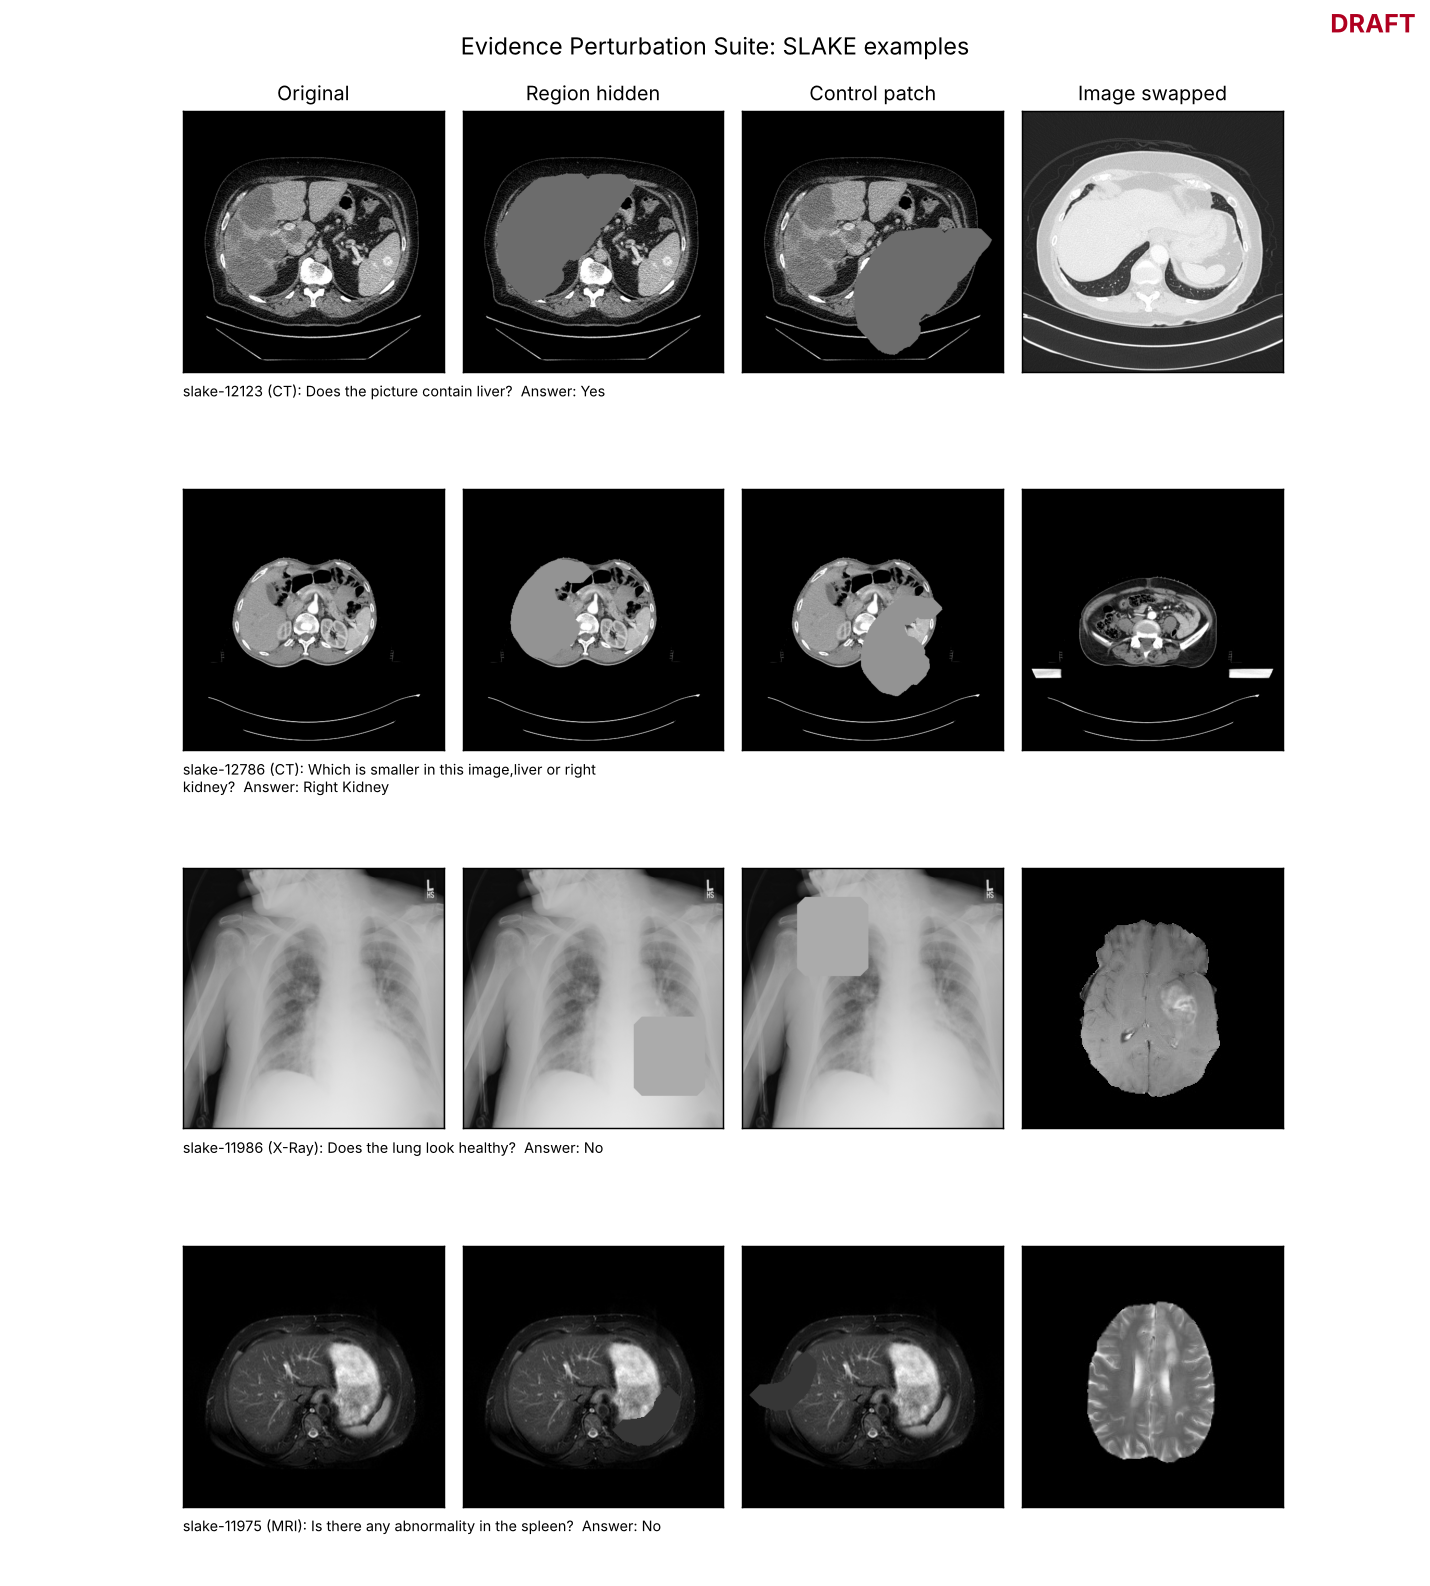 DRAFT
Evidence Perturbation Suite: SLAKE examples
Original Region hidden Control patch Image swapped
slake-12123 (CT): Does the picture contain liver?  Answer: Yes
slake-12786 (CT): Which is smaller in this image,liver or right
kidney?  Answer: Right Kidney
L
L
L
slake-11986 (X-Ray): Does the lung look healthy?  Answer: No
slake-11975 (MRI): Is there any abnormality in the spleen?  Answer: No